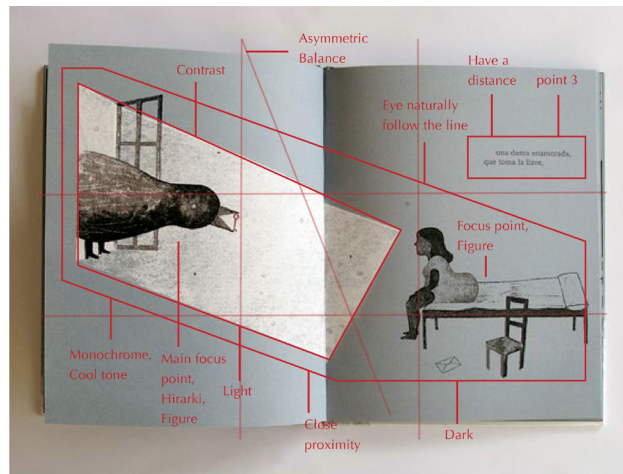 Asymmetric
Balance
Have a
distance
point 3
Contrast
Eye naturally
follow the line
una dama enamorada,
que toma la llave,
Focus point,
Figure
Monochrome,
Cool tone
Main focus
point,
Hirarki,
Figure,
Light
Close
proximity
Dark